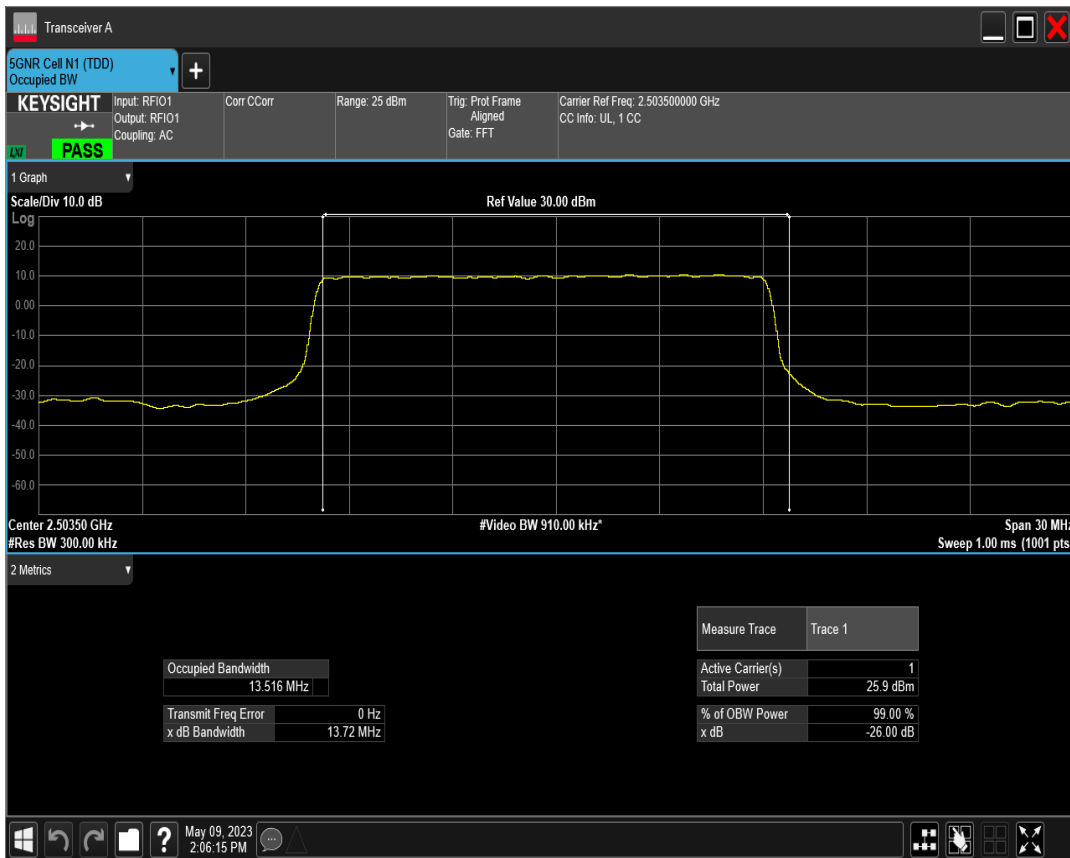 Transceiver A
5GNR Cell N1 (TDD)
Occupied BW
KEYSIGHT
LXI
PASS
Input: RFIO1
Output: RFIO1
Coupling: AC
Corr CCorr
Range: 25 dBm
Trig: Prot Frame
Aligned
Gate: FFT
Carrier Ref Freq: 2.503500000 GHz
CC Info: UL, 1 CC
1 Graph
Scale/Div 10.0 dB
Ref Value 30.00 dBm
Log
20.0
10.0
0.00
-10.0
-20.0
-30.0
-40.0
-50.0
-60.0
Center 2.50350 GHz
#Video BW 910.00 kHz*
Span 30 MHz
#Res BW 300.00 kHz
Sweep 1.00 ms (1001 pts
2 Metrics
Measure Trace Trace 1
Occupied Bandwidth
13.516 MHz
Active Carrier(s) 1
Total Power 25.9 dBm
Transmit Freq Error 0 Hz
x dB Bandwidth 13.72 MHz
% of OBW Power 99.00 %
x dB -26.00 dB
May 09, 2023
2:06:15 PM